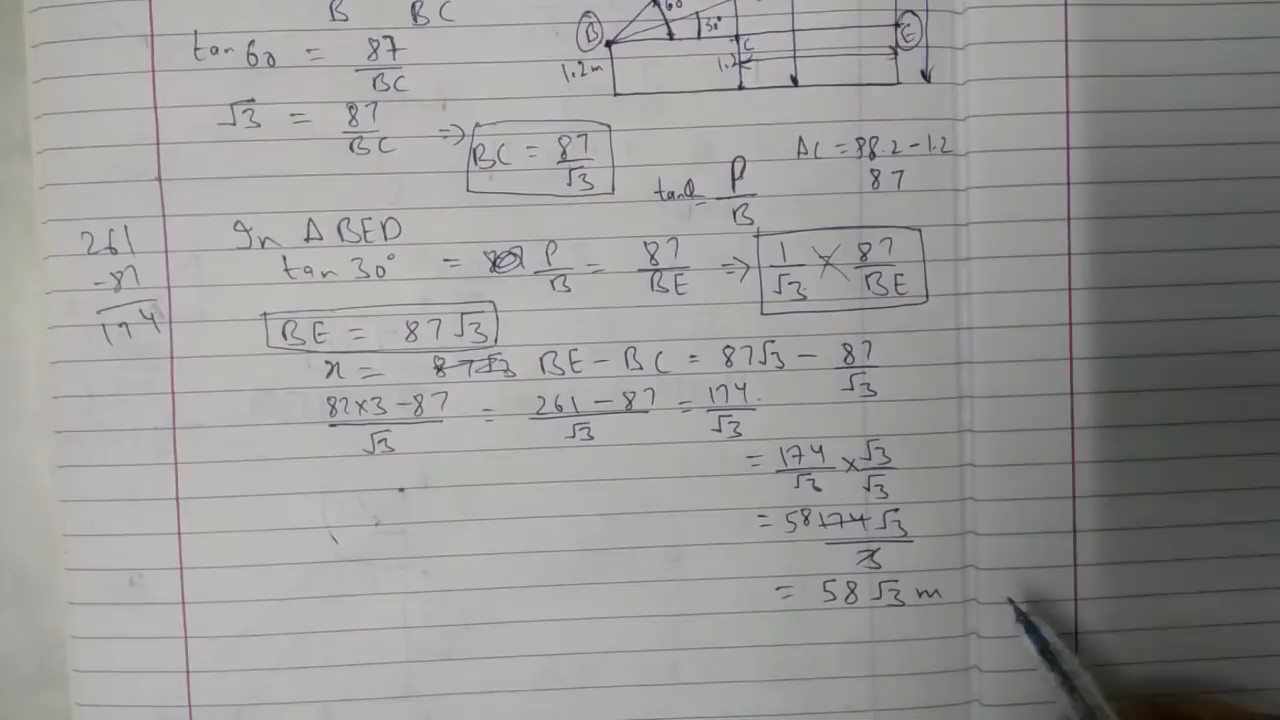 B BC
tan 60 = 87/BC
√3 = 87/BC ⇒ BC = 87/√3
B 60 30° C E
1.2m 1.2
AC = 88.2 - 1.2
87
tanθ = P/B
261
-87
174
In Δ BED
tan 30° = P/B = 87/BE ⇒ 1/√3 × 87/BE
BE = 87√3
x = 87√3 BE - BC = 87√3 - 87/√3
87×3-87/√3 = 261-87/√3 = 174/√3
= 174/√3 × √3/√3
= 58 174√3/3
= 58√3 m